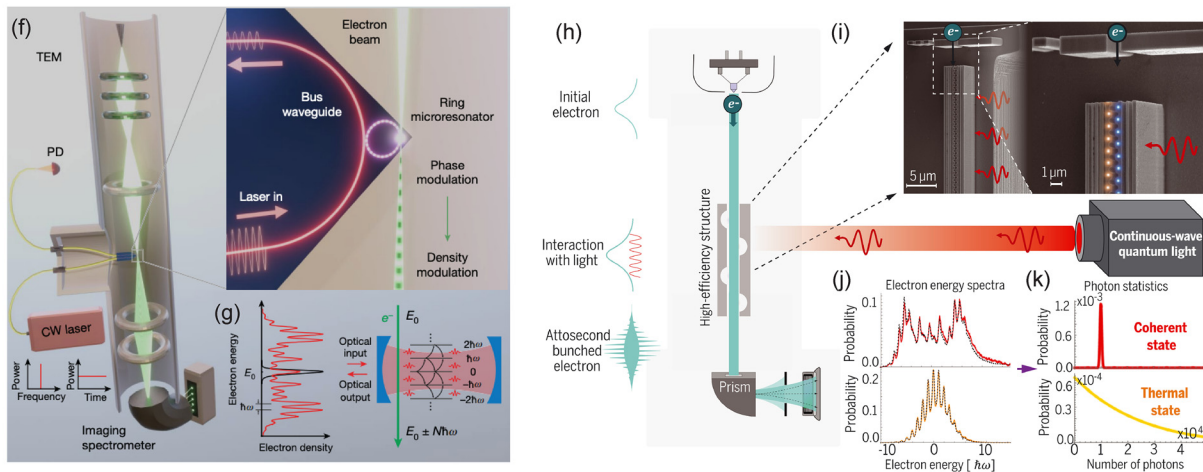 (f)
TEM
PD
CW laser
Power
Frequency
Power
Time
Imaging
spectrometer
Electron
beam
Bus
waveguide
Ring
microresonator
Phase
modulation
Laser in
Density
modulation
(g)
Electron energy
E₀
ħω
Electron density
Optical
input
Optical
output
e⁻
E₀
2ħω
ħω
0
-ħω
-2ħω
E₀ ± Nħω
(h)
Initial
electron
e-
Interaction
with light
High-efficiency structure
Attosecond
bunched
electron
Prism
(i)
e-
e-
5 µm
1 µm
Continuous-wave
quantum light
(j)
Electron energy spectra
Probability
0.1
0.0
Probability
0.2
0.1
0.0
-10
0
10
Electron energy [ ħω]
(k)
Photon statistics
x10⁻³
Probability
1.2
0.6
0.0
Coherent
state
x10⁻⁴
Probability
0.6
0.0
Thermal
state
x10⁴
0
1
2
3
4
Number of photons